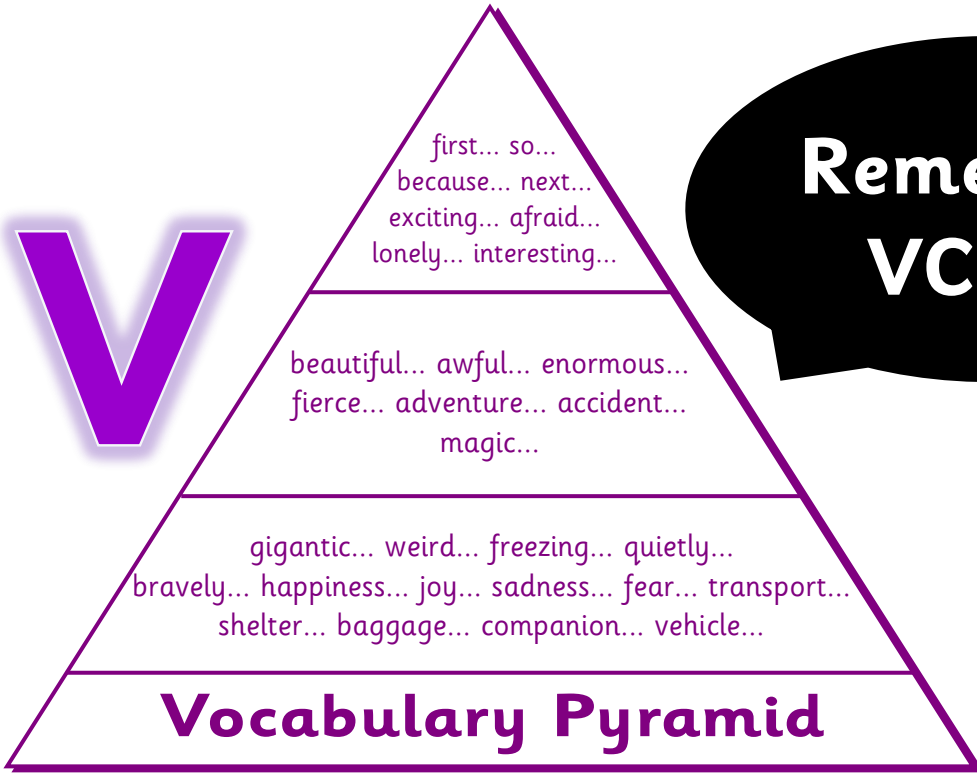 V
first... so...
because... next...
exciting... afraid...
lonely... interesting...
beautiful... awful... enormous...
fierce... adventure... accident...
magic...
gigantic... weird... freezing... quietly...
bravely... happiness... joy... sadness... fear... transport...
shelter... baggage... companion... vehicle...
Vocabulary Pyramid
Reme
VC